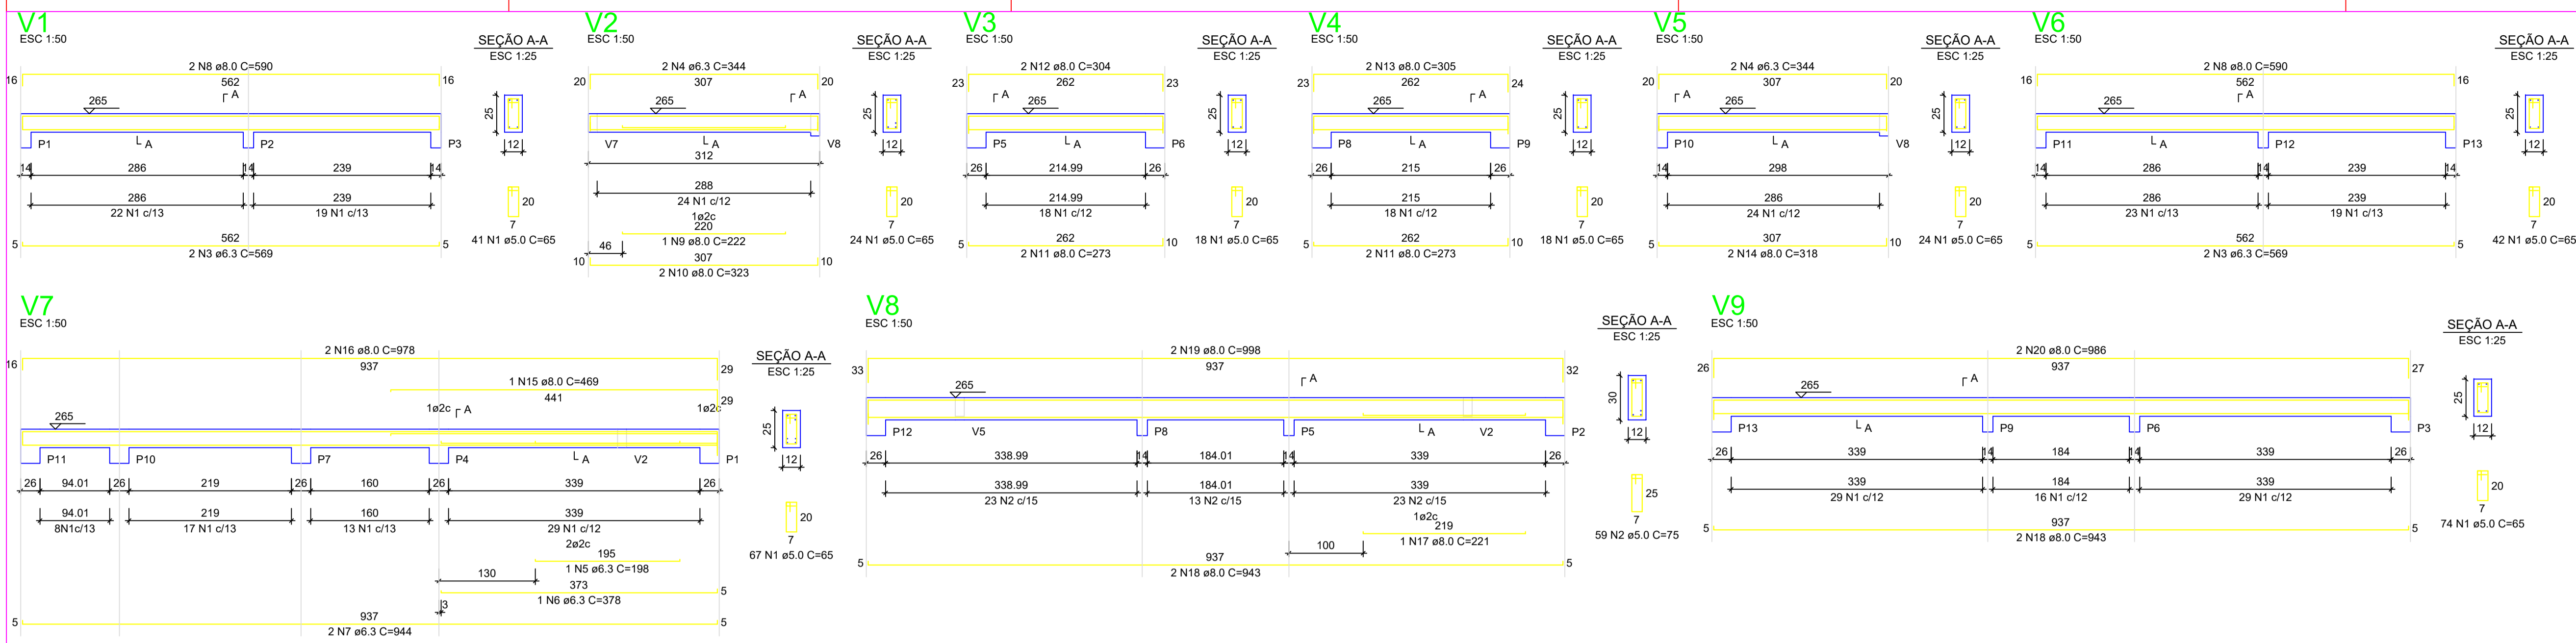 V1
ESC 1:50
SEÇÃO A-A
ESC 1:25
2 N8 ø8.0 C=590
16
562
16
A
265
25
12
P1
A
P2
P3
14
286
14
239
14
286
22 N1 c/13
239
19 N1 c/13
20
7
41 N1 ø5.0 C=65
5
562
5
2 N3 ø6.3 C=569
V2
ESC 1:50
SEÇÃO A-A
ESC 1:25
2 N4 ø6.3 C=344
20
307
20
A
265
25
12
V7
A
V8
312
288
24 N1 c/12
1ø2c
220
46
1 N9 ø8.0 C=222
20
7
24 N1 ø5.0 C=65
10
307
10
2 N10 ø8.0 C=323
V3
ESC 1:50
SEÇÃO A-A
ESC 1:25
2 N12 ø8.0 C=304
23
262
23
A
265
25
12
P5
A
P6
26
214.99
26
214.99
18 N1 c/12
20
7
18 N1 ø5.0 C=65
5
262
10
2 N11 ø8.0 C=273
V4
ESC 1:50
SEÇÃO A-A
ESC 1:25
2 N13 ø8.0 C=305
23
262
24
A
265
25
12
P8
A
P9
26
215
26
215
18 N1 c/12
20
7
18 N1 ø5.0 C=65
5
262
10
2 N11 ø8.0 C=273
V5
ESC 1:50
SEÇÃO A-A
ESC 1:25
2 N4 ø6.3 C=344
20
307
20
A
265
25
12
P10
A
V8
14
298
286
24 N1 c/12
20
7
24 N1 ø5.0 C=65
5
307
10
2 N14 ø8.0 C=318
V6
ESC 1:50
SEÇÃO A-A
ESC 1:25
2 N8 ø8.0 C=590
16
562
16
A
265
25
12
P11
A
P12
P13
14
286
14
239
14
286
23 N1 c/13
239
19 N1 c/13
20
7
42 N1 ø5.0 C=65
5
562
5
2 N3 ø6.3 C=569
V7
ESC 1:50
SEÇÃO A-A
ESC 1:25
2 N16 ø8.0 C=978
16
937
29
1 N15 ø8.0 C=469
441
29
1ø2c
A
1ø2c
265
25
12
P11
P10
P7
P4
A
V2
P1
26
94.01
26
219
26
160
26
339
26
94.01
8N1c/13
219
17 N1 c/13
160
13 N1 c/13
339
29 N1 c/12
20
7
67 N1 ø5.0 C=65
2ø2c
195
130
1 N5 ø6.3 C=198
373
5
1 N6 ø6.3 C=378
3
5
937
5
2 N7 ø6.3 C=944
V8
ESC 1:50
SEÇÃO A-A
ESC 1:25
2 N19 ø8.0 C=998
33
937
32
A
265
30
12
P12
V5
P8
P5
A
V2
P2
26
338.99
14
184.01
14
339
26
338.99
23 N2 c/15
184.01
13 N2 c/15
339
23 N2 c/15
25
7
59 N2 ø5.0 C=75
1ø2c
219
100
1 N17 ø8.0 C=221
5
937
5
2 N18 ø8.0 C=943
V9
ESC 1:50
SEÇÃO A-A
ESC 1:25
2 N20 ø8.0 C=986
26
937
27
A
265
25
12
P13
A
P9
P6
P3
26
339
14
184
14
339
26
339
29 N1 c/12
184
16 N1 c/12
339
29 N1 c/12
20
7
74 N1 ø5.0 C=65
5
937
5
2 N18 ø8.0 C=943